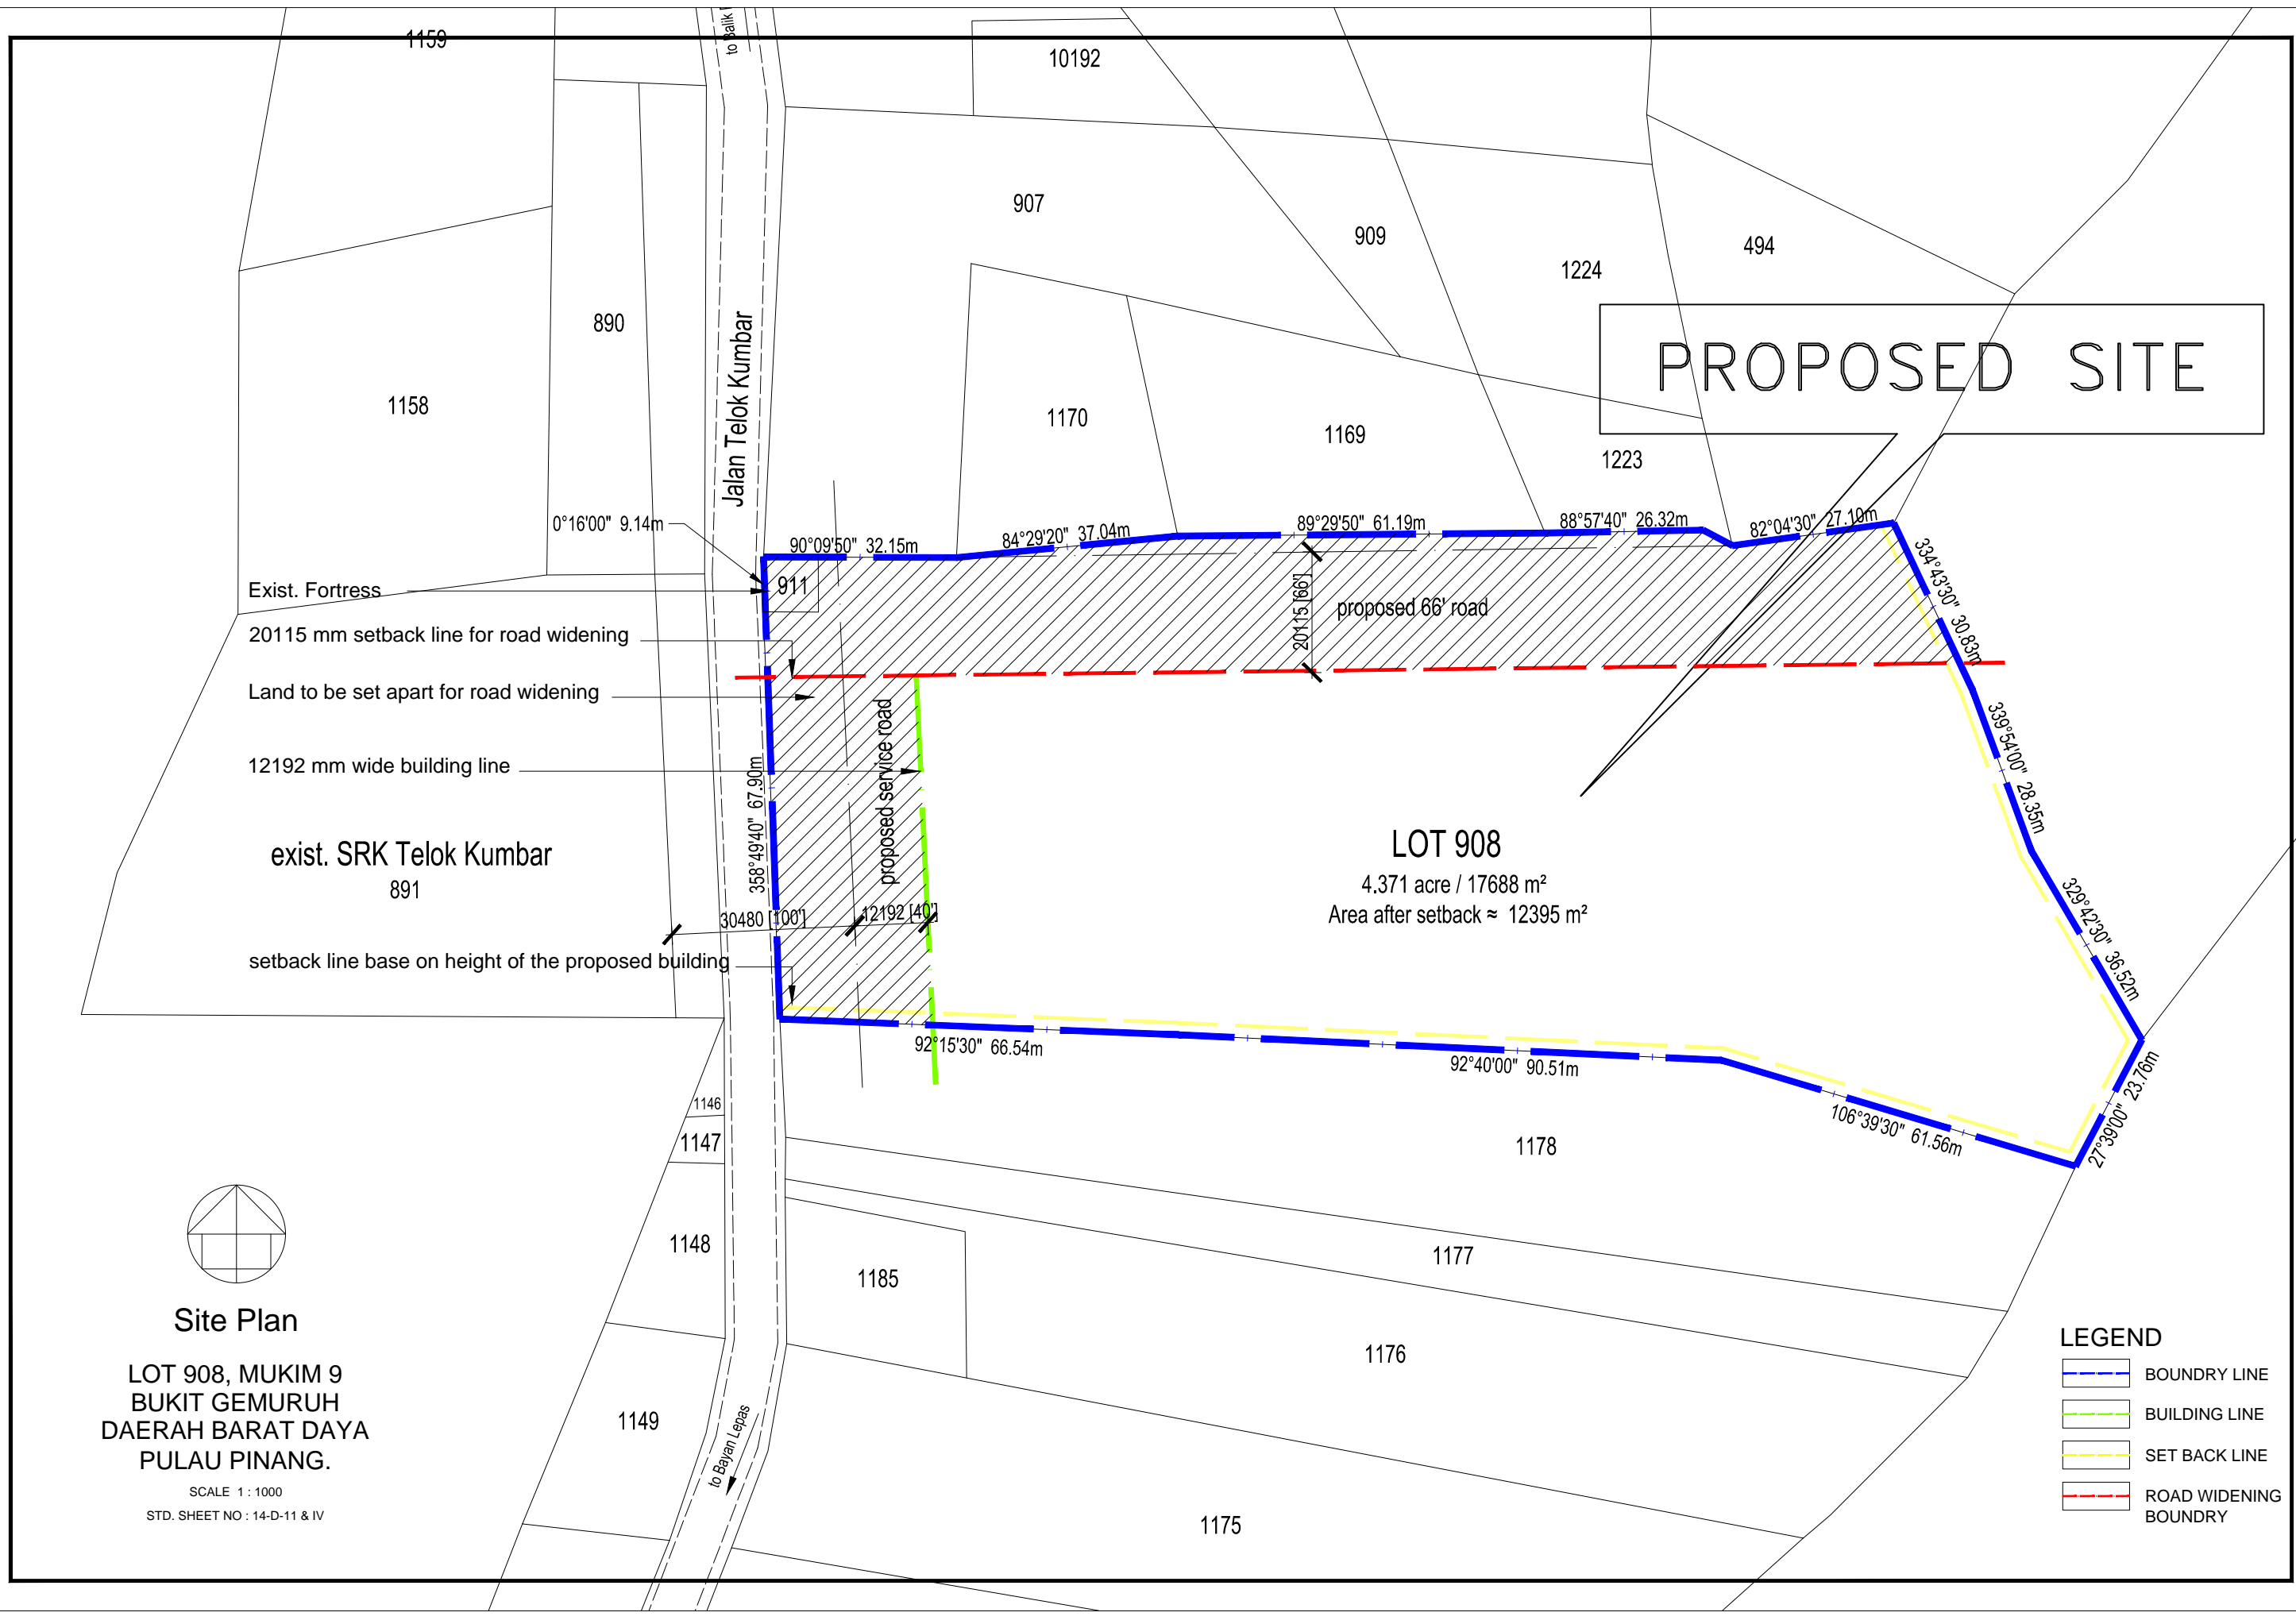 1159
to Balik
10192
907
909
1224
494
890
1158
Jalan Telok Kumbar
1170
1169
1223
PROPOSED SITE
0°16'00" 9.14m
90°09'50" 32.15m
84°29'20" 37.04m
89°29'50" 61.19m
88°57'40" 26.32m
82°04'30" 27.10m
334°43'30" 30.83m
339°54'00" 28.35m
329°42'30" 36.52m
27°39'00" 23.76m
106°39'30" 61.56m
92°40'00" 90.51m
92°15'30" 66.54m
358°49'40" 67.90m
911
Exist. Fortress
20115 mm setback line for road widening
Land to be set apart for road widening
12192 mm wide building line
exist. SRK Telok Kumbar
891
setback line base on height of the proposed building
20115 [66']
proposed 66' road
proposed service road
30480 [100']
12192 [40']
LOT 908
4.371 acre / 17688 m²
Area after setback ≈ 12395 m²
1146
1147
1148
1149
1178
1177
1185
1176
1175
to Bayan Lepas
Site Plan
LOT 908, MUKIM 9
BUKIT GEMURUH
DAERAH BARAT DAYA
PULAU PINANG.
SCALE 1 : 1000
STD. SHEET NO : 14-D-11 & IV
LEGEND
BOUNDRY LINE
BUILDING LINE
SET BACK LINE
ROAD WIDENING
BOUNDRY